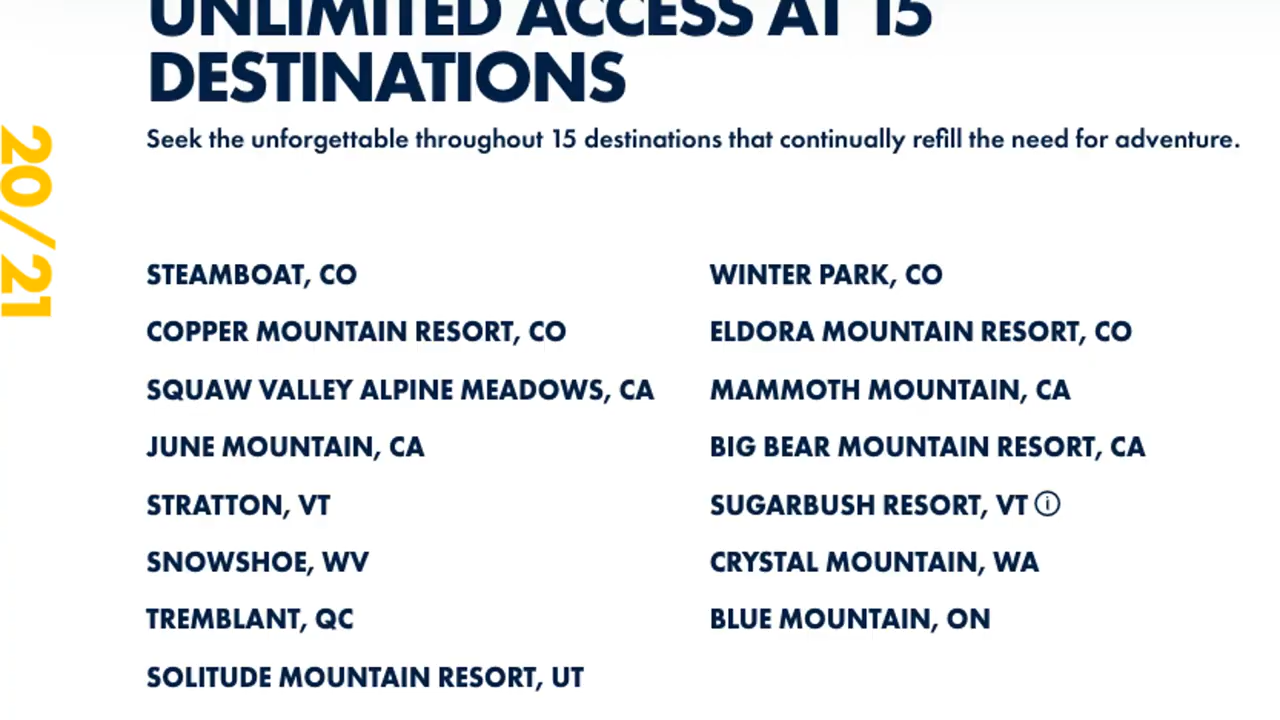 UNLIMITED ACCESS AT 15
DESTINATIONS
Seek the unforgettable throughout 15 destinations that continually refill the need for adventure.
20/21
STEAMBOAT, CO
WINTER PARK, CO
COPPER MOUNTAIN RESORT, CO
ELDORA MOUNTAIN RESORT, CO
SQUAW VALLEY ALPINE MEADOWS, CA
MAMMOTH MOUNTAIN, CA
JUNE MOUNTAIN, CA
BIG BEAR MOUNTAIN RESORT, CA
STRATTON, VT
SUGARBUSH RESORT, VT ⓘ
SNOWSHOE, WV
CRYSTAL MOUNTAIN, WA
TREMBLANT, QC
BLUE MOUNTAIN, ON
SOLITUDE MOUNTAIN RESORT, UT